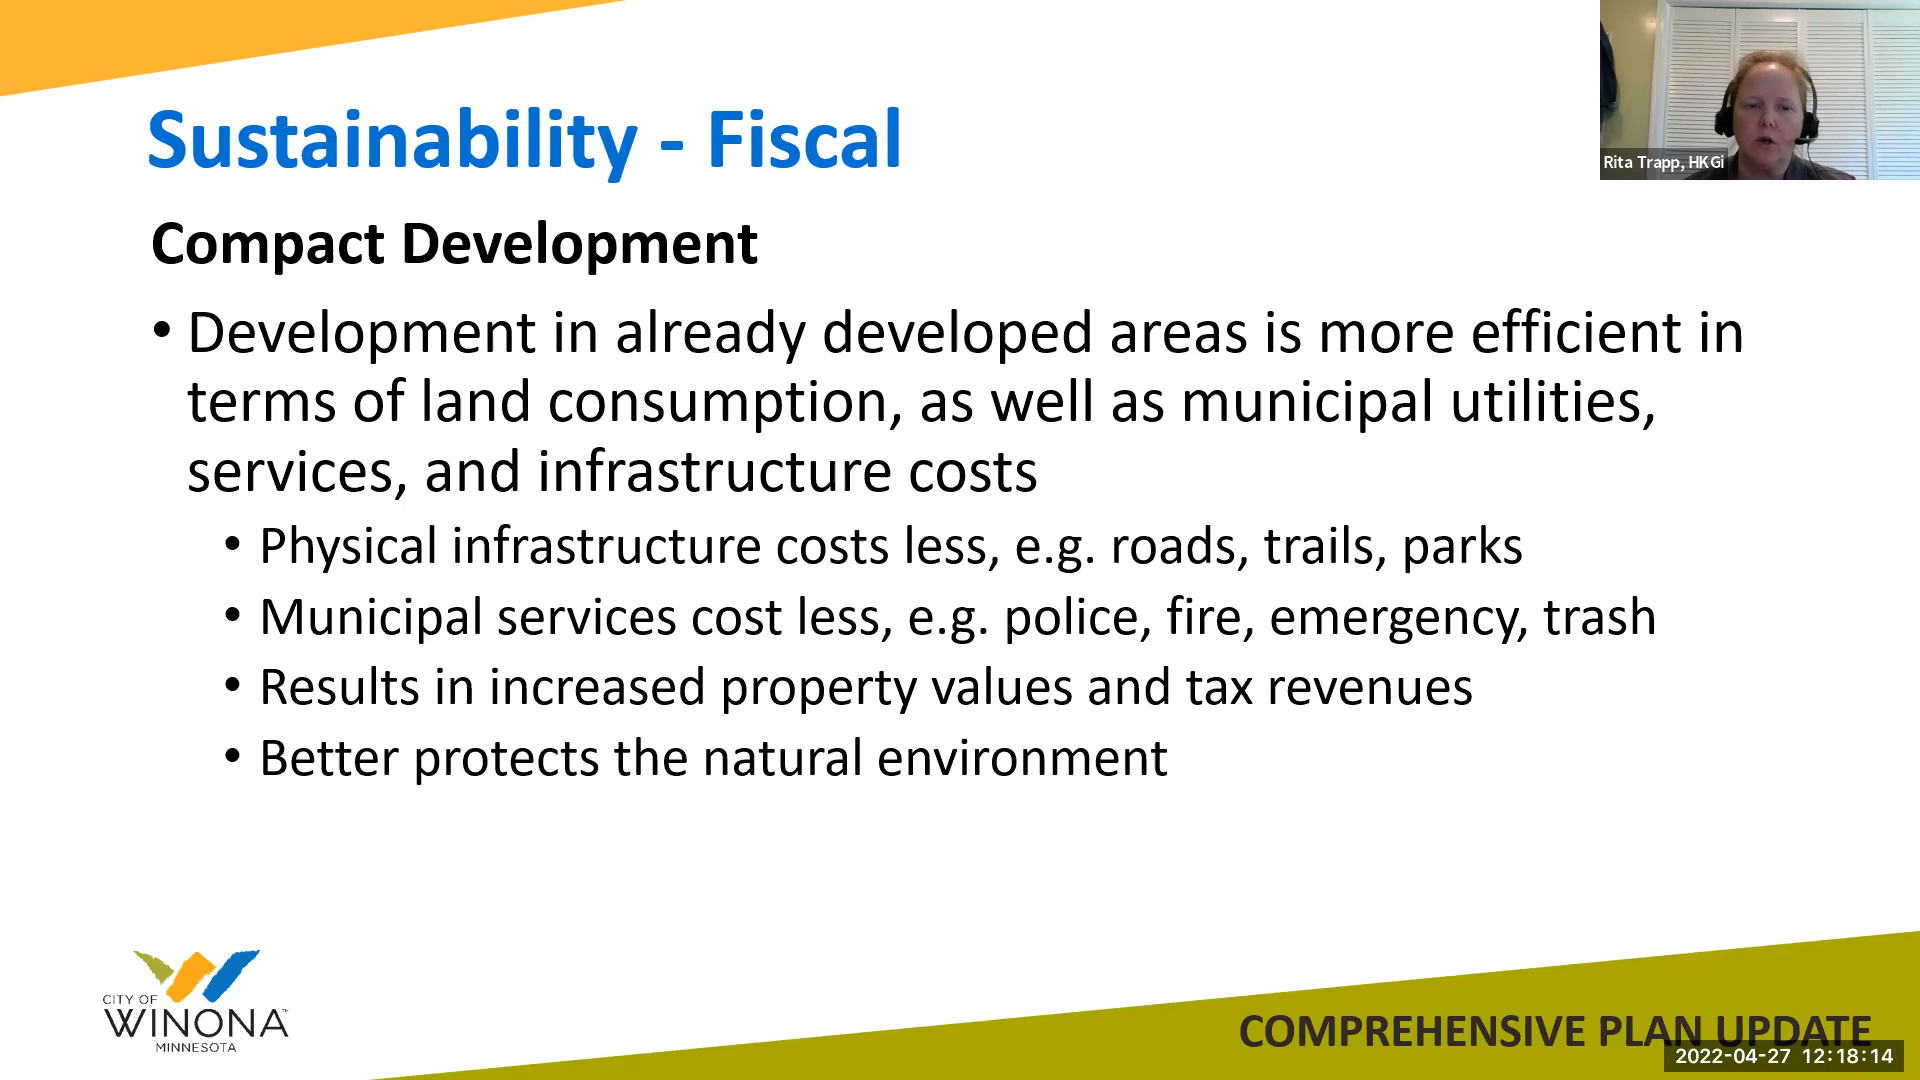 Sustainability - Fiscal
Rita Trapp, HKGi
Compact Development
• Development in already developed areas is more efficient in
terms of land consumption, as well as municipal utilities,
services, and infrastructure costs
• Physical infrastructure costs less, e.g. roads, trails, parks
• Municipal services cost less, e.g. police, fire, emergency, trash
• Results in increased property values and tax revenues
• Better protects the natural environment
CITY OF
WINONA™
MINNESOTA
COMPREHENSIVE PLAN UPDATE
2022-04-27 12:18:14